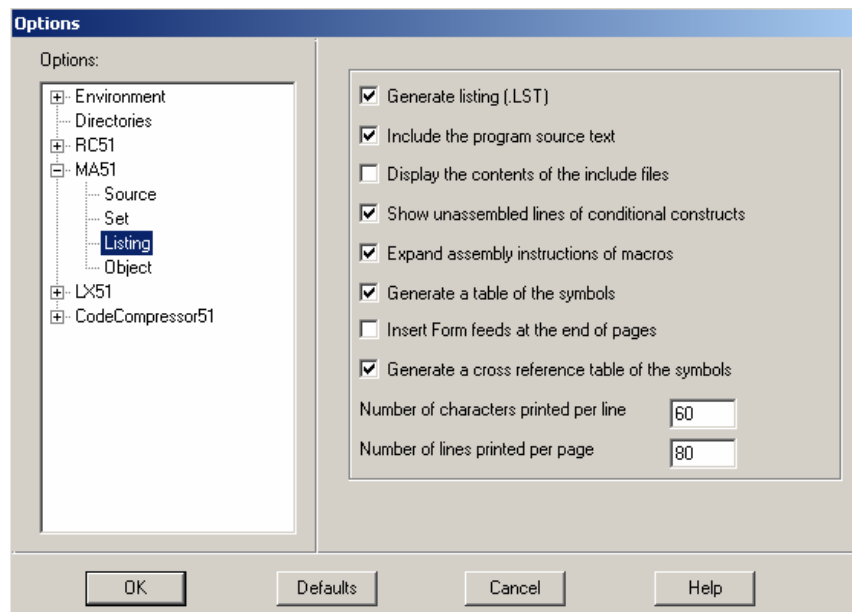 Options
Options:
Environment
Directories
RC51
MA51
Source
Set
Listing
Object
LX51
CodeCompressor51
Generate listing (.LST)
Include the program source text
Display the contents of the include files
Show unassembled lines of conditional constructs
Expand assembly instructions of macros
Generate a table of the symbols
Insert Form feeds at the end of pages
Generate a cross reference table of the symbols
Number of characters printed per line 60
Number of lines printed per page 80
OK Defaults Cancel Help